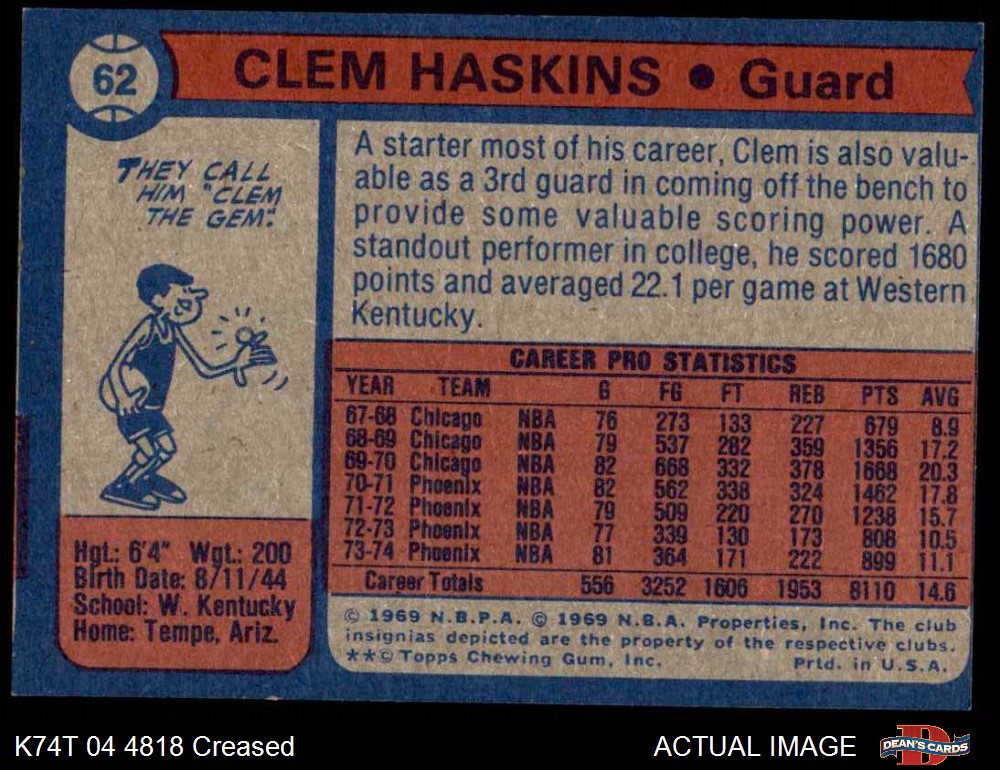 62
CLEM HASKINS • Guard
THEY CALL
HIM "CLEM
THE GEM."
A starter most of his career, Clem is also valu-
able as a 3rd guard in coming off the bench to
provide some valuable scoring power. A
standout performer in college, he scored 1680
points and averaged 22.1 per game at Western
Kentucky.
CAREER PRO STATISTICS
YEAR TEAM G FG FT REB PTS AVG
67-68 Chicago NBA 76 273 133 227 679 8.9
68-69 Chicago NBA 79 537 282 359 1356 17.2
69-70 Chicago NBA 82 668 332 378 1668 20.3
70-71 Phoenix NBA 82 562 338 324 1462 17.8
71-72 Phoenix NBA 79 509 220 270 1238 15.7
72-73 Phoenix NBA 77 339 130 173 808 10.5
73-74 Phoenix NBA 81 364 171 222 899 11.1
Career Totals 556 3252 1606 1953 8110 14.6
Hgt.: 6'4" Wgt.: 200
Birth Date: 8/11/44
School: W. Kentucky
Home: Tempe, Ariz.
© 1969 N.B.P.A. © 1969 N.B.A. Properties, Inc. The club
insignias depicted are the property of the respective clubs.
**© Topps Chewing Gum, Inc. Prtd. in U.S.A.
K74T 04 4818 Creased
ACTUAL IMAGE
D
DEAN'S CARDS